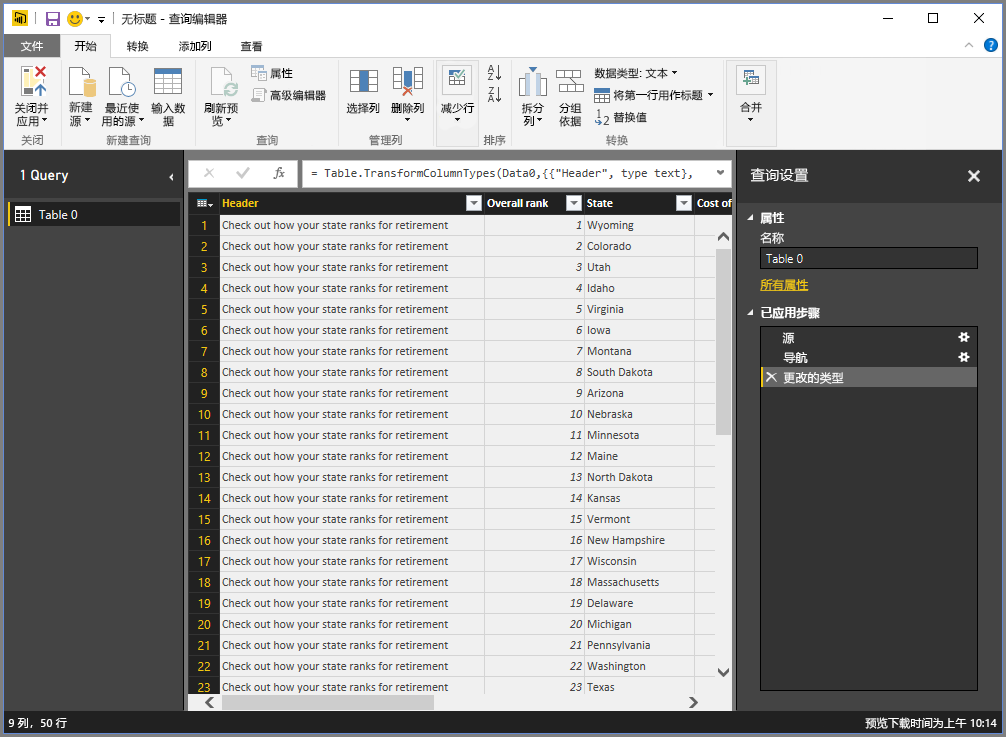 无标题 - 查询编辑器
文件 开始 转换 添加列 查看
关闭并应用 新建源 最近使用的源 输入数据 刷新预览 属性 高级编辑器 选择列 删除列 减少行 拆分列 分组依据 数据类型: 文本 将第一行用作标题 替换值 合并
关闭 新建查询 查询 管理列 排序 转换
1 Query
Table 0
fx = Table.TransformColumnTypes(Data0,{{"Header", type text},
Header Overall rank State Cost of
1 Check out how your state ranks for retirement 1 Wyoming
2 Check out how your state ranks for retirement 2 Colorado
3 Check out how your state ranks for retirement 3 Utah
4 Check out how your state ranks for retirement 4 Idaho
5 Check out how your state ranks for retirement 5 Virginia
6 Check out how your state ranks for retirement 6 Iowa
7 Check out how your state ranks for retirement 7 Montana
8 Check out how your state ranks for retirement 8 South Dakota
9 Check out how your state ranks for retirement 9 Arizona
10 Check out how your state ranks for retirement 10 Nebraska
11 Check out how your state ranks for retirement 11 Minnesota
12 Check out how your state ranks for retirement 12 Maine
13 Check out how your state ranks for retirement 13 North Dakota
14 Check out how your state ranks for retirement 14 Kansas
15 Check out how your state ranks for retirement 15 Vermont
16 Check out how your state ranks for retirement 16 New Hampshire
17 Check out how your state ranks for retirement 17 Wisconsin
18 Check out how your state ranks for retirement 18 Massachusetts
19 Check out how your state ranks for retirement 19 Delaware
20 Check out how your state ranks for retirement 20 Michigan
21 Check out how your state ranks for retirement 21 Pennsylvania
22 Check out how your state ranks for retirement 22 Washington
23 Check out how your state ranks for retirement 23 Texas
查询设置
属性
名称
Table 0
所有属性
已应用步骤
源
导航
更改的类型
9 列，50 行
预览下载时间为上午 10:14